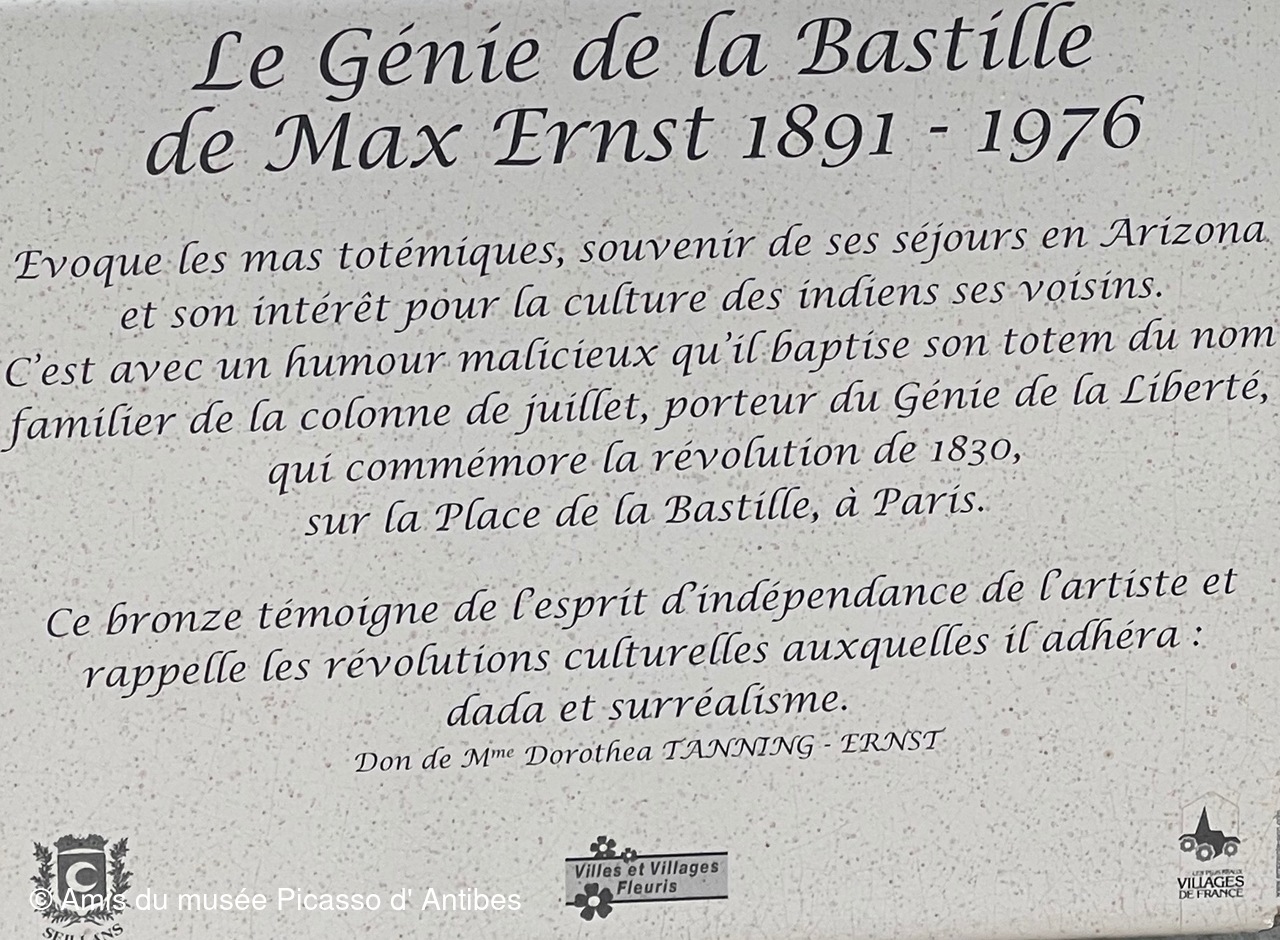 Le Génie de la Bastille
de Max Ernst 1891 - 1976
Evoque les mas totémiques, souvenir de ses séjours en Arizona
et son intérêt pour la culture des indiens ses voisins.
C'est avec un humour malicieux qu'il baptise son totem du nom
familier de la colonne de juillet, porteur du Génie de la Liberté,
qui commémore la révolution de 1830,
sur la Place de la Bastille, à Paris.
Ce bronze témoigne de l'esprit d'indépendance de l'artiste et
rappelle les révolutions culturelles auxquelles il adhéra :
dada et surréalisme.
Don de Mme Dorothea TANNING - ERNST
C
SEILLANS
Villes et Villages
Fleuris
LES PLUS BEAUX
VILLAGES
DE FRANCE
© Amis du musée Picasso d' Antibes